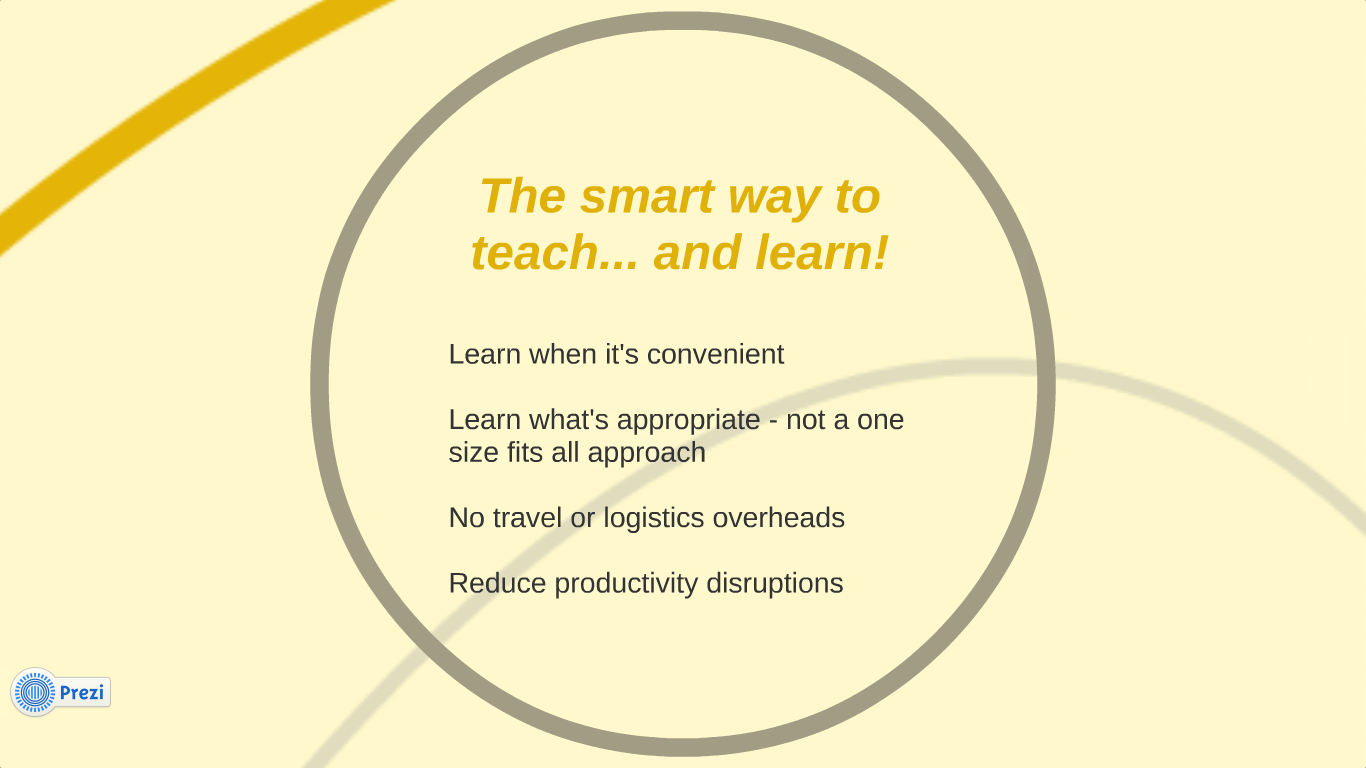 The smart way to
teach... and learn!
Learn when it's convenient
Learn what's appropriate - not a one
size fits all approach
No travel or logistics overheads
Reduce productivity disruptions
Prezi